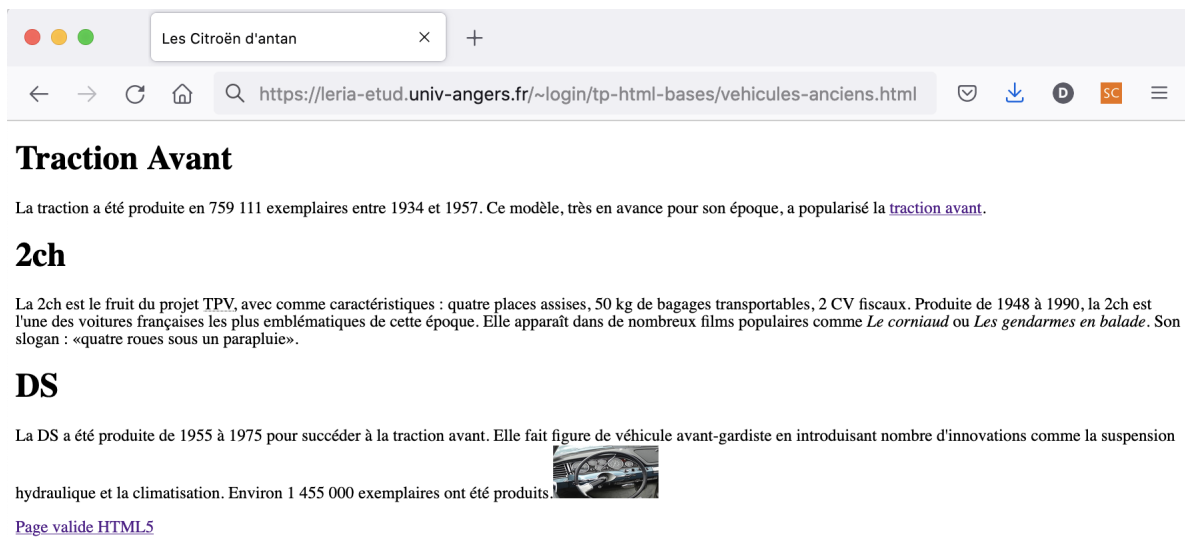 Les Citroën d'antan
https://leria-etud.univ-angers.fr/~login/tp-html-bases/vehicules-anciens.html
D
SC
Traction Avant
La traction a été produite en 759 111 exemplaires entre 1934 et 1957. Ce modèle, très en avance pour son époque, a popularisé la traction avant.
2ch
La 2ch est le fruit du projet TPV, avec comme caractéristiques : quatre places assises, 50 kg de bagages transportables, 2 CV fiscaux. Produite de 1948 à 1990, la 2ch est
l'une des voitures françaises les plus emblématiques de cette époque. Elle apparaît dans de nombreux films populaires comme Le corniaud ou Les gendarmes en balade. Son
slogan : «quatre roues sous un parapluie».
DS
La DS a été produite de 1955 à 1975 pour succéder à la traction avant. Elle fait figure de véhicule avant-gardiste en introduisant nombre d'innovations comme la suspension
hydraulique et la climatisation. Environ 1 455 000 exemplaires ont été produits.
Page valide HTML5